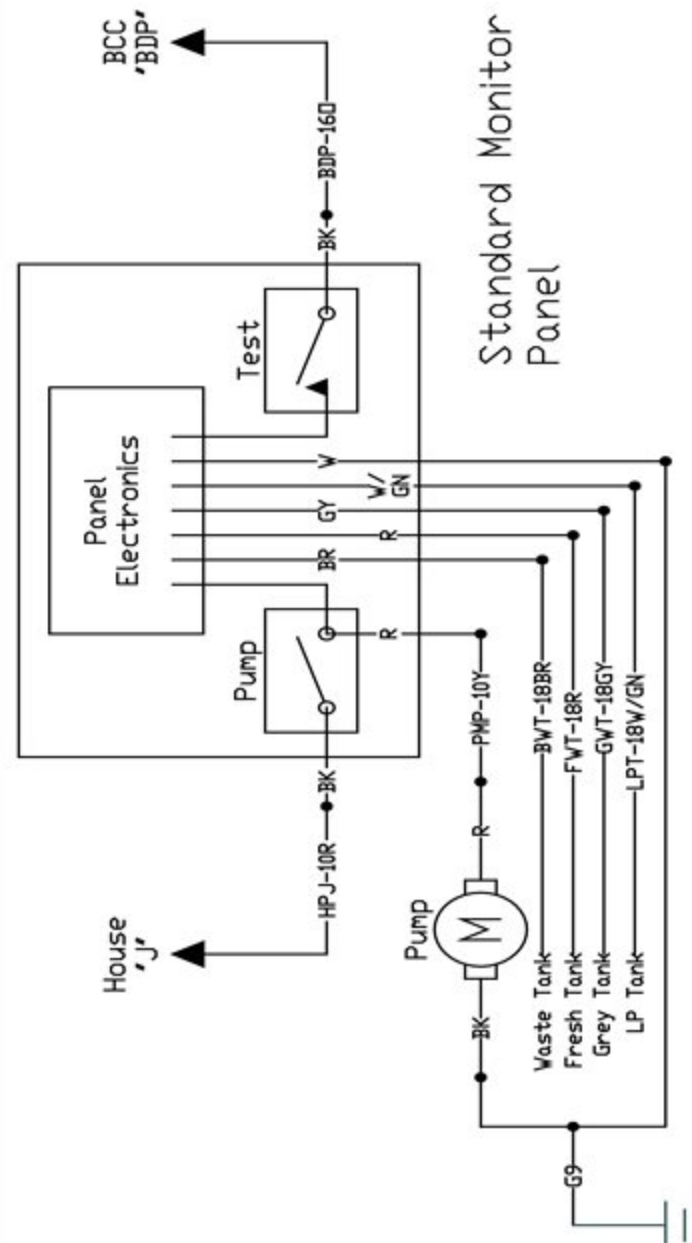 BCC
'BDP'
BDP-16O
BK
Standard Monitor
Panel
Test
Panel
Electronics
W
W/
GN
GY
R
BR
Pump
R
BK
HPJ-10R
House
'J'
PMP-10Y
R
Pump
M
BK
BWT-18BR
FWT-18R
GWT-18GY
LPT-18W/GN
Waste Tank
Fresh Tank
Grey Tank
LP Tank
G9